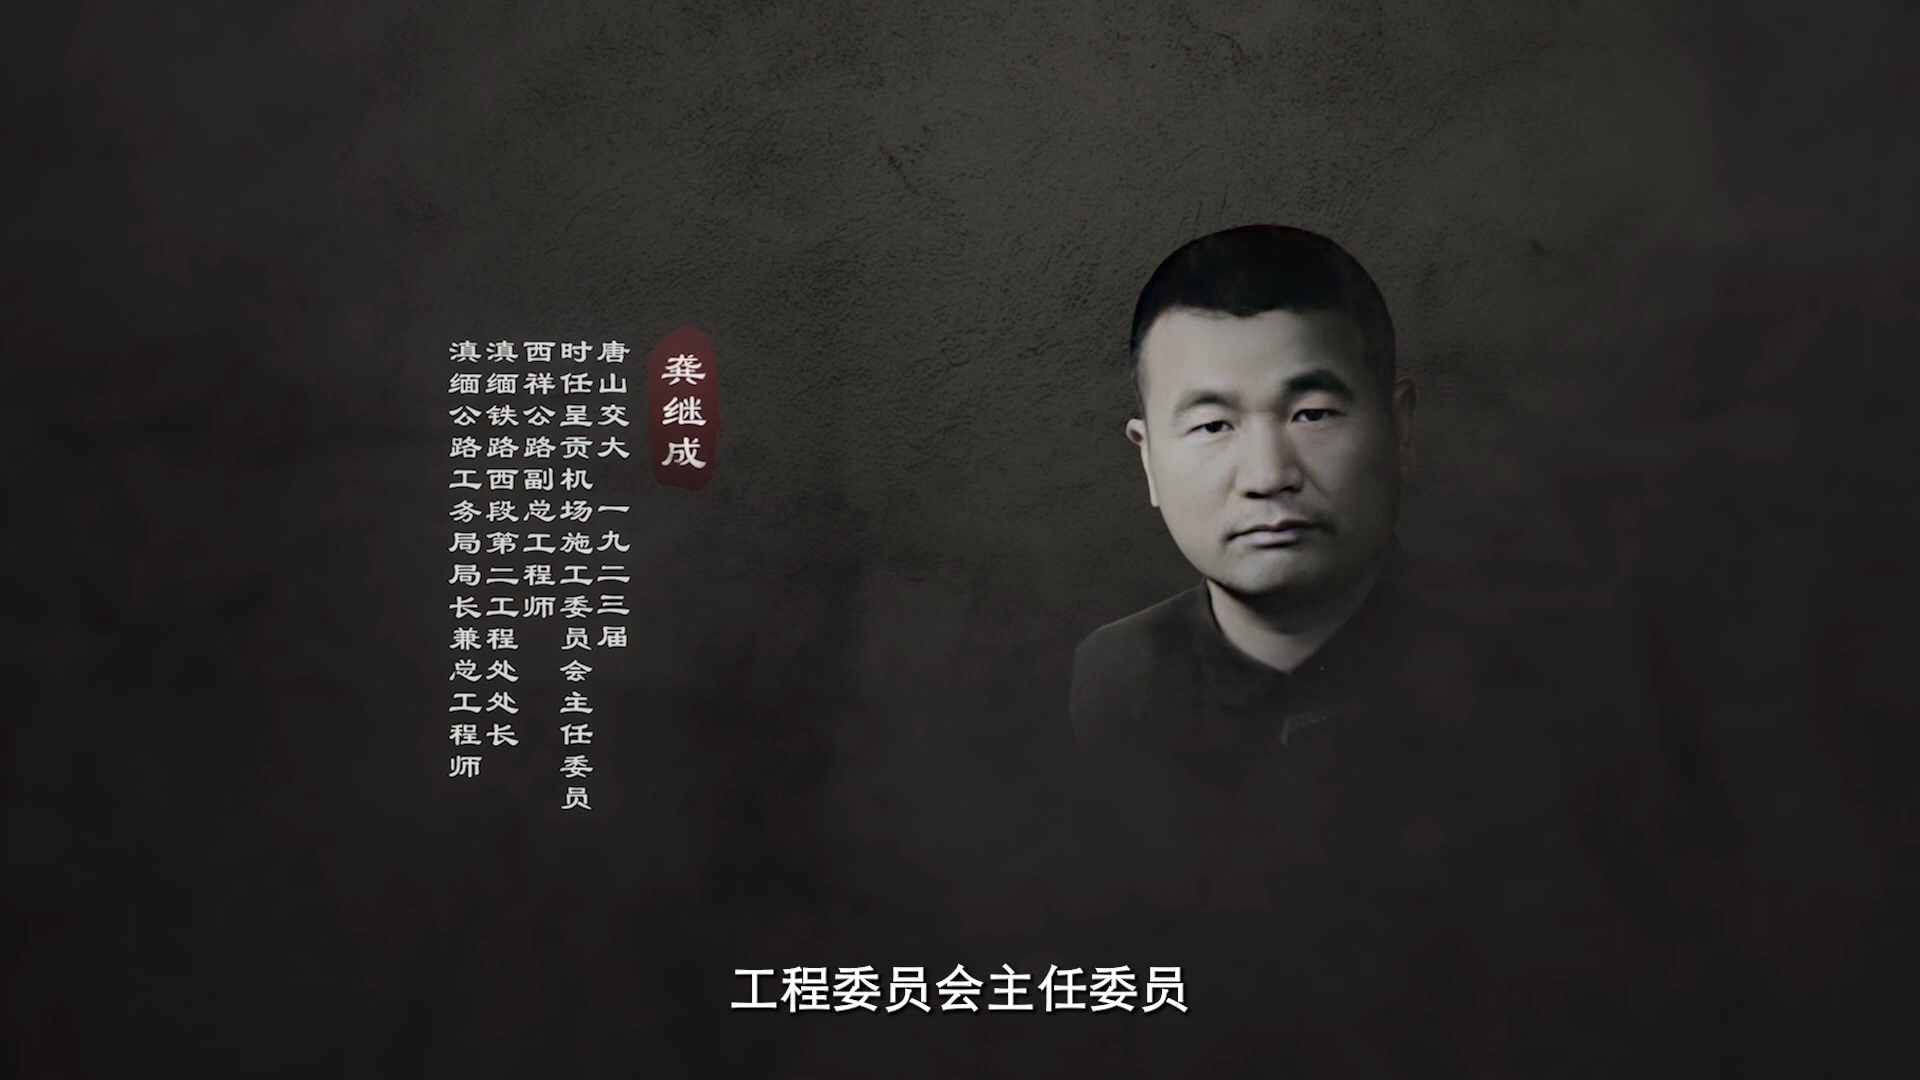 龚继成
唐山交大 一九二三届
时任呈贡机场施工委员会主任委员
西祥公路副总工程师
滇缅铁路西段第二工程处处长
滇缅公路工务局局长兼总工程师
工程委员会主任委员